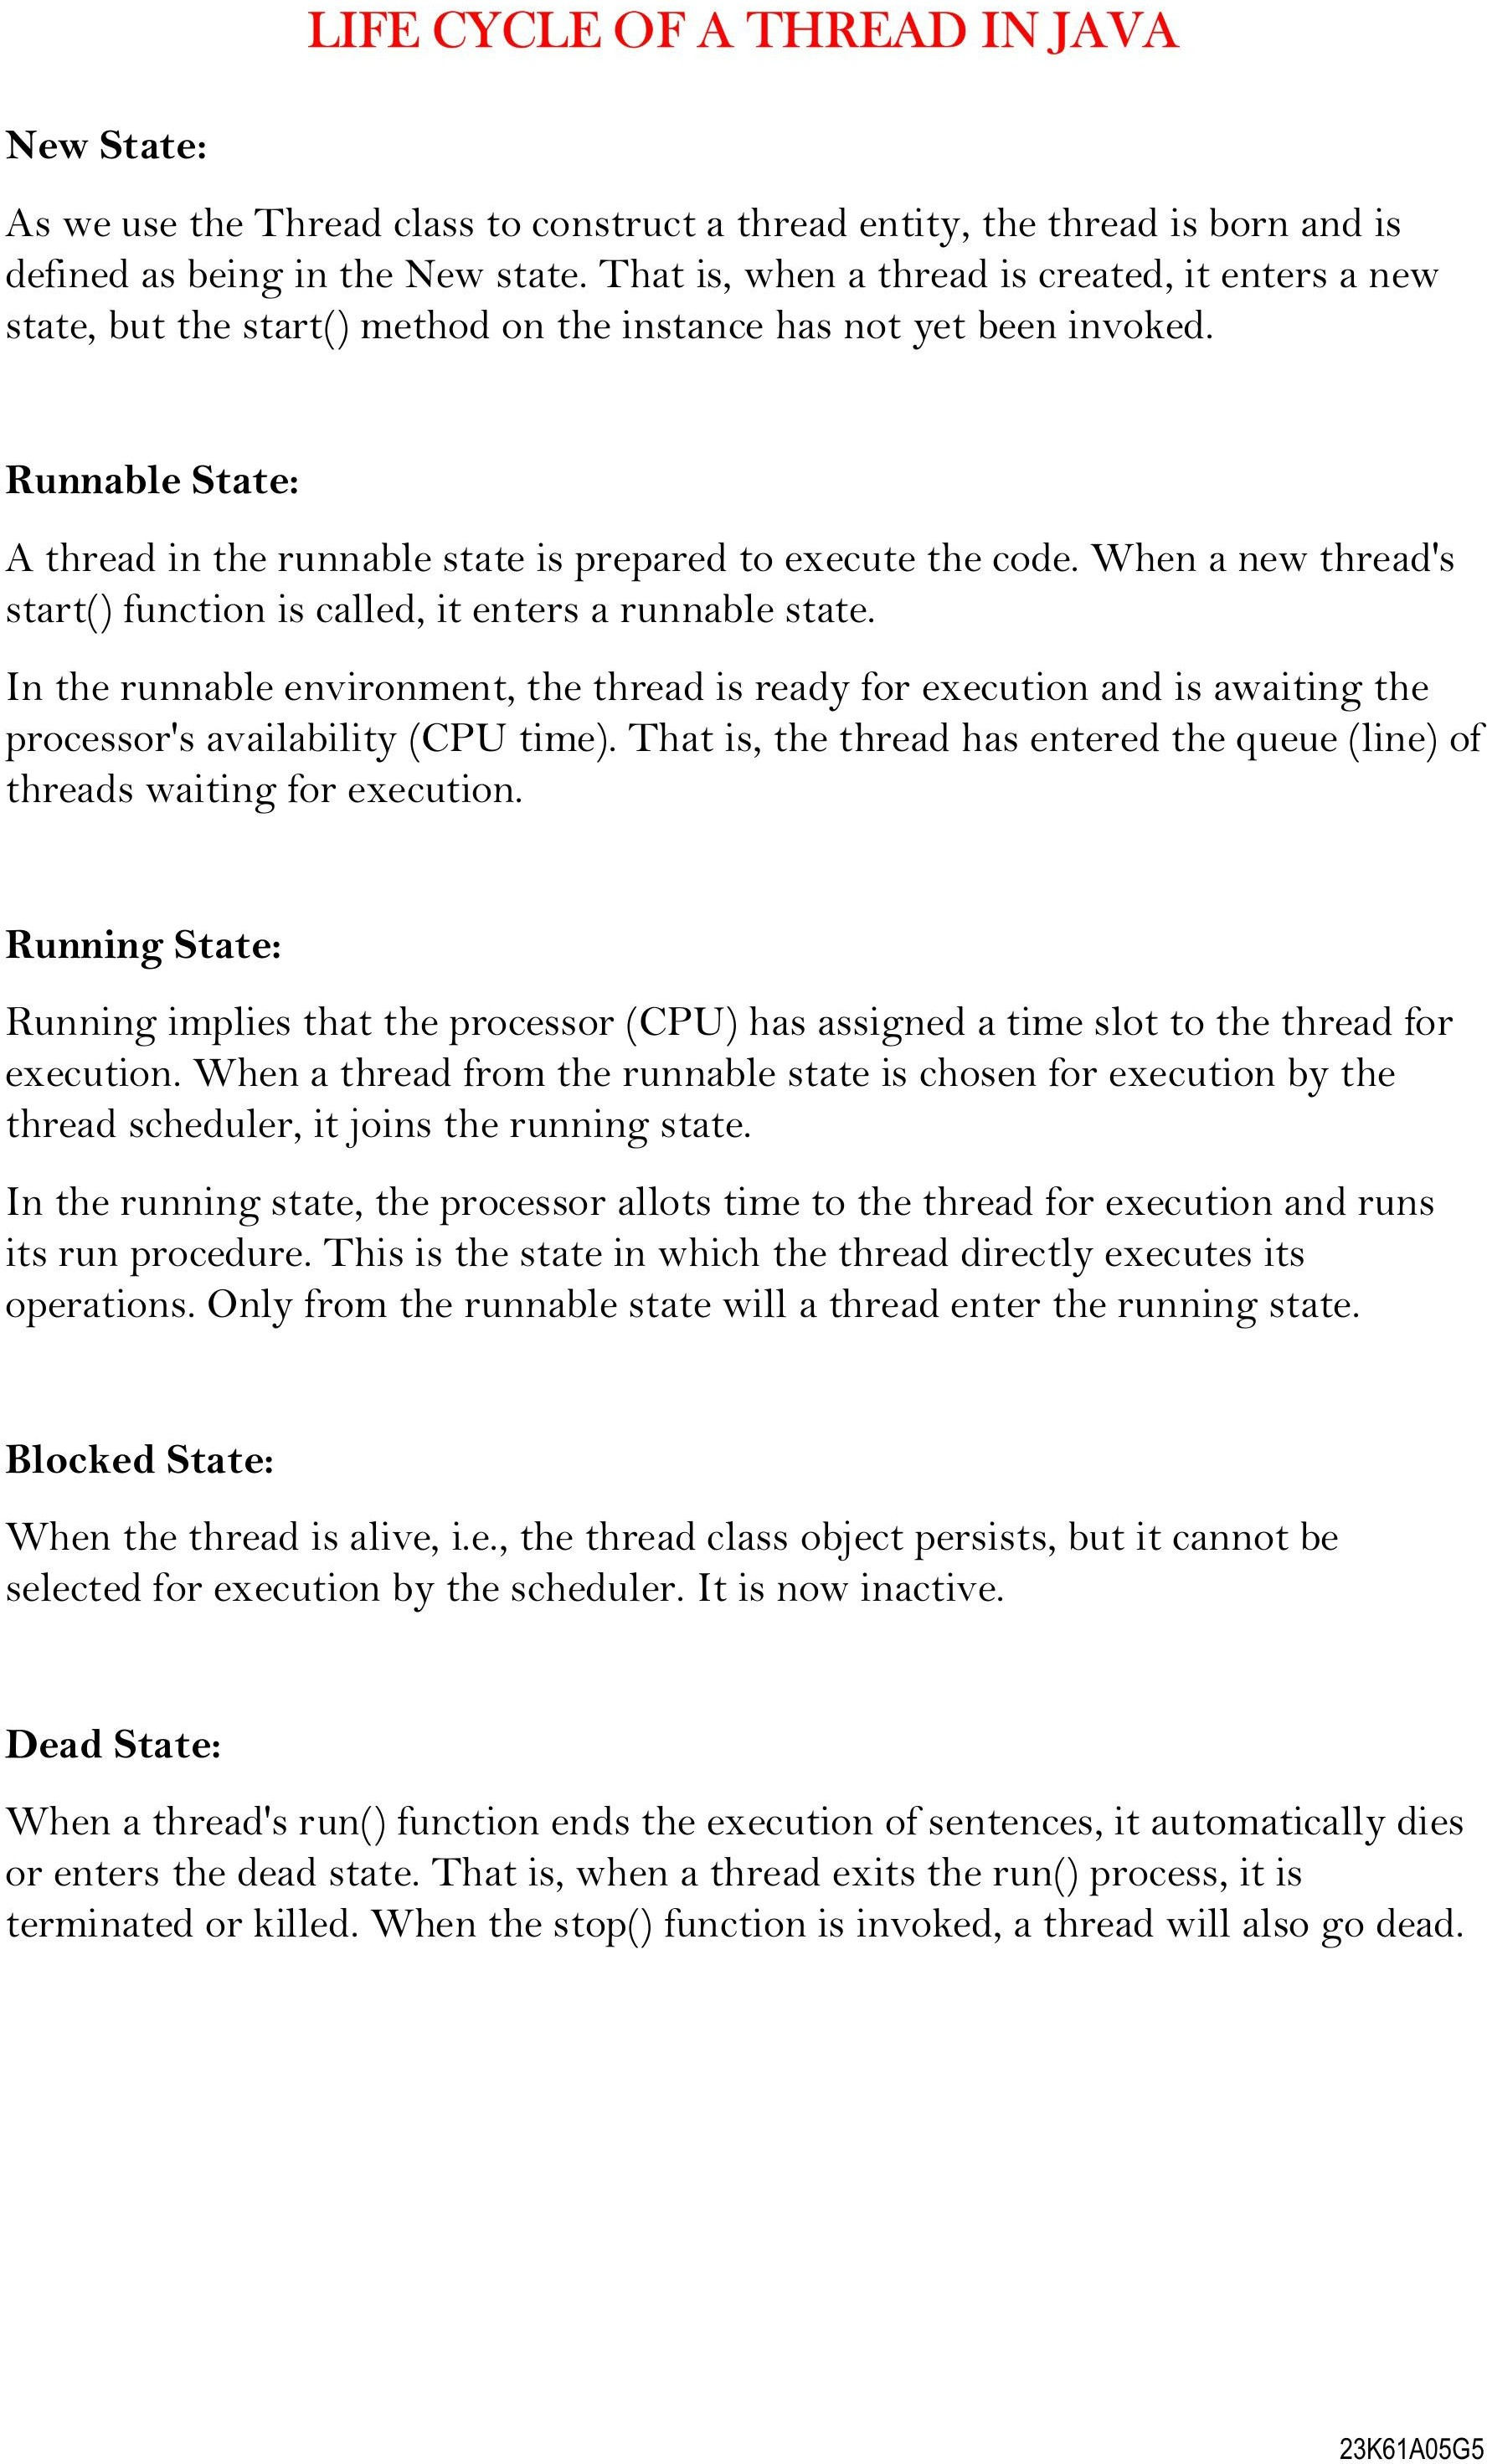 LIFE CYCLE OF A THREAD IN JAVA
New State:
As we use the Thread class to construct a thread entity, the thread is born and is
defined as being in the New state. That is, when a thread is created, it enters a new
state, but the start() method on the instance has not yet been invoked.
Runnable State:
A thread in the runnable state is prepared to execute the code. When a new thread's
start() function is called, it enters a runnable state.
In the runnable environment, the thread is ready for execution and is awaiting the
processor's availability (CPU time). That is, the thread has entered the queue (line) of
threads waiting for execution.
Running State:
Running implies that the processor (CPU) has assigned a time slot to the thread for
execution. When a thread from the runnable state is chosen for execution by the
thread scheduler, it joins the running state.
In the running state, the processor allots time to the thread for execution and runs
its run procedure. This is the state in which the thread directly executes its
operations. Only from the runnable state will a thread enter the running state.
Blocked State:
When the thread is alive, i.e., the thread class object persists, but it cannot be
selected for execution by the scheduler. It is now inactive.
Dead State:
When a thread's run() function ends the execution of sentences, it automatically dies
or enters the dead state. That is, when a thread exits the run() process, it is
terminated or killed. When the stop() function is invoked, a thread will also go dead.
23K61A05G5